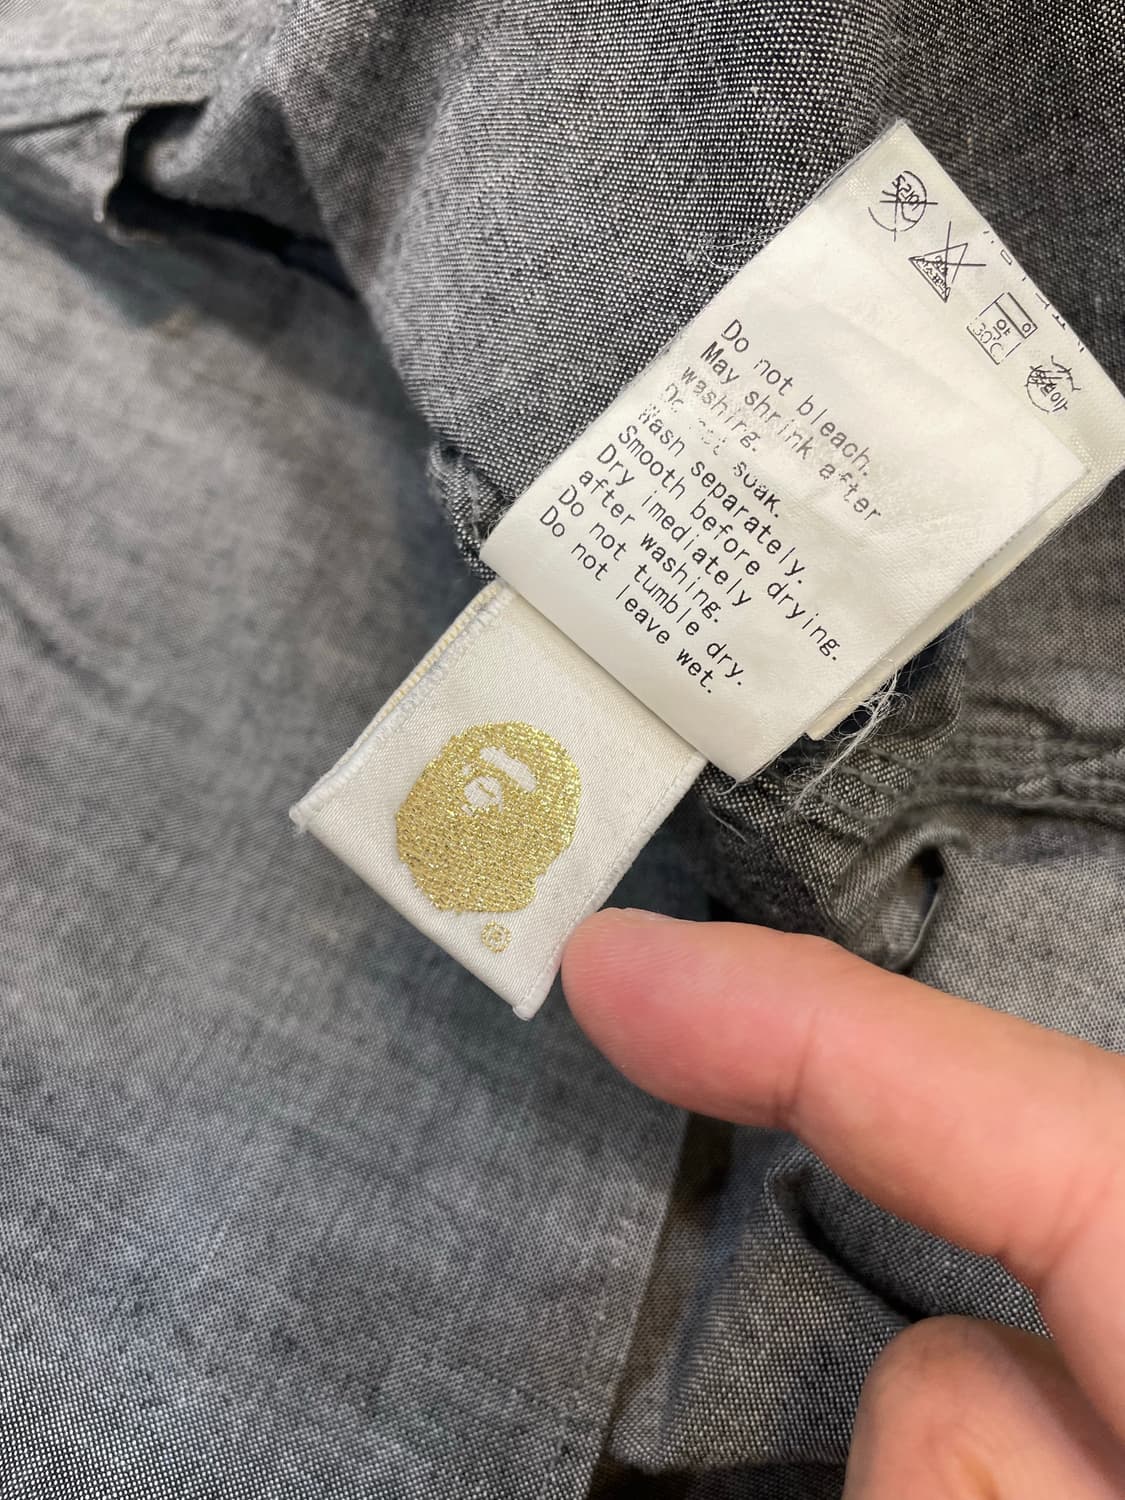 30℃
Do not bleach.
May shrink after
washing.
Do not soak.
Wash separately.
Smooth before drying.
Dry imediately
after washing.
Do not tumble dry.
Do not leave wet.
®